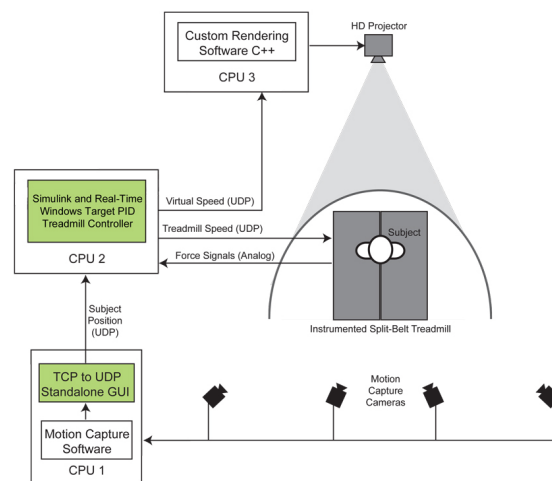 HD Projector
Custom Rendering
Software C++
CPU 3
Simulink and Real-Time
Windows Target PID
Treadmill Controller
CPU 2
Virtual Speed (UDP)
Treadmill Speed (UDP)
Force Signals (Analog)
Subject
Instrumented Split-Belt Treadmill
Subject
Position
(UDP)
TCP to UDP
Standalone GUI
Motion Capture
Software
CPU 1
Motion
Capture
Cameras